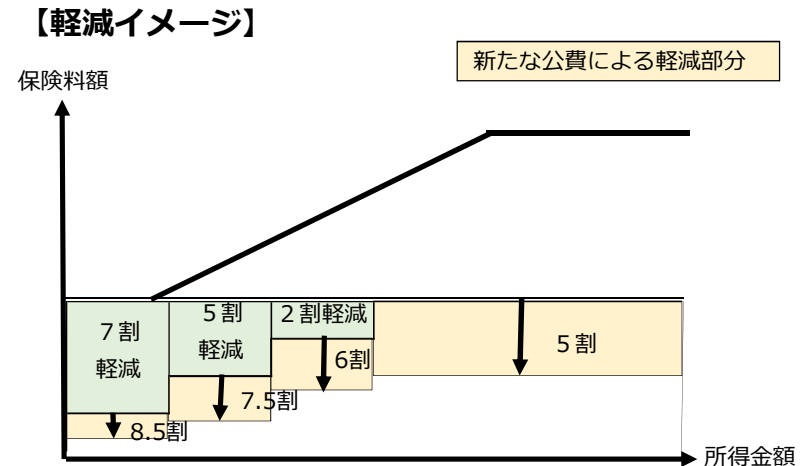 【軽減イメージ】
新たな公費による軽減部分
保険料額
７割
軽減
５割
軽減
２割軽減
6割
５割
7.5割
8.5割
所得金額